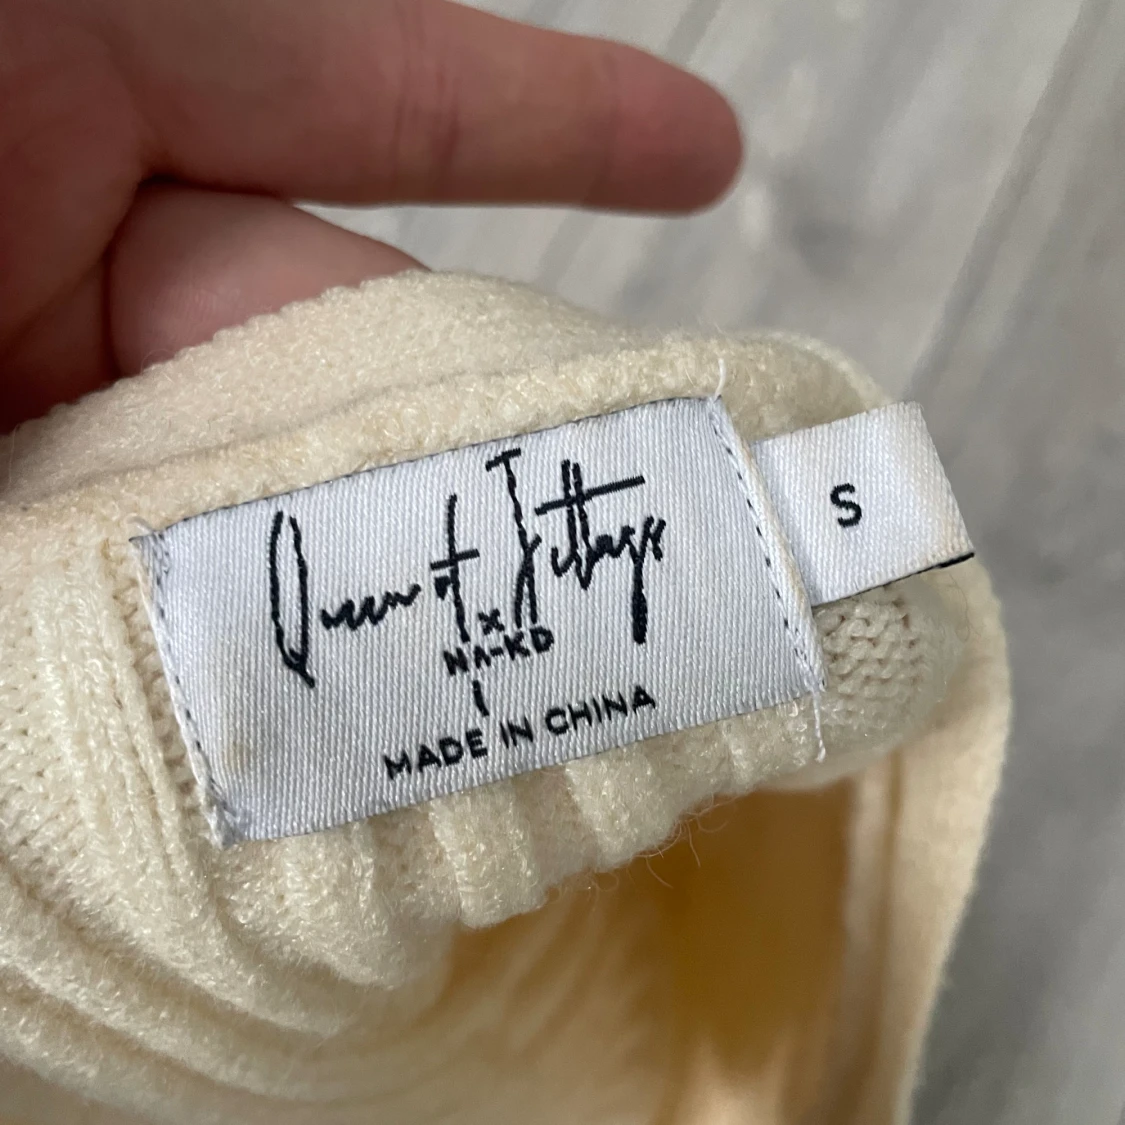 Queen of Jetlags
x
NA-KD
MADE IN CHINA
S